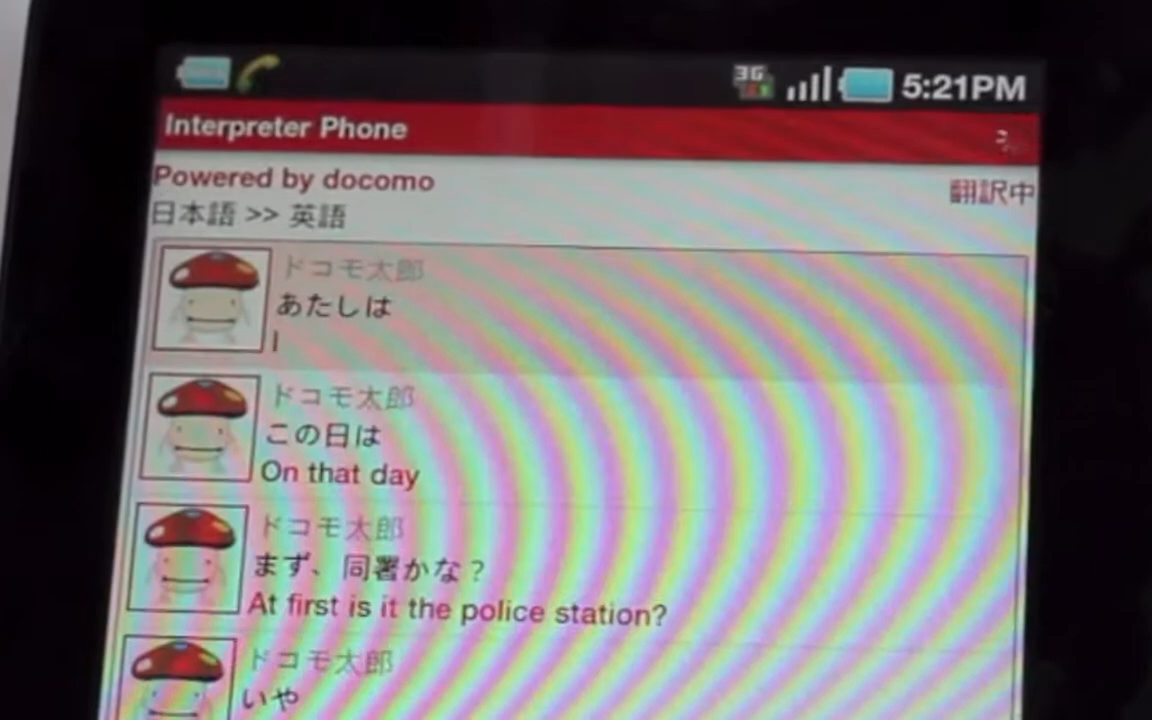 3G
5:21PM
Interpreter Phone
Powered by docomo
翻訳中
日本語 >> 英語
ドコモ太郎
あたしは
I
ドコモ太郎
この日は
On that day
ドコモ太郎
まず、同署かな？
At first is it the police station?
ドコモ太郎
いや